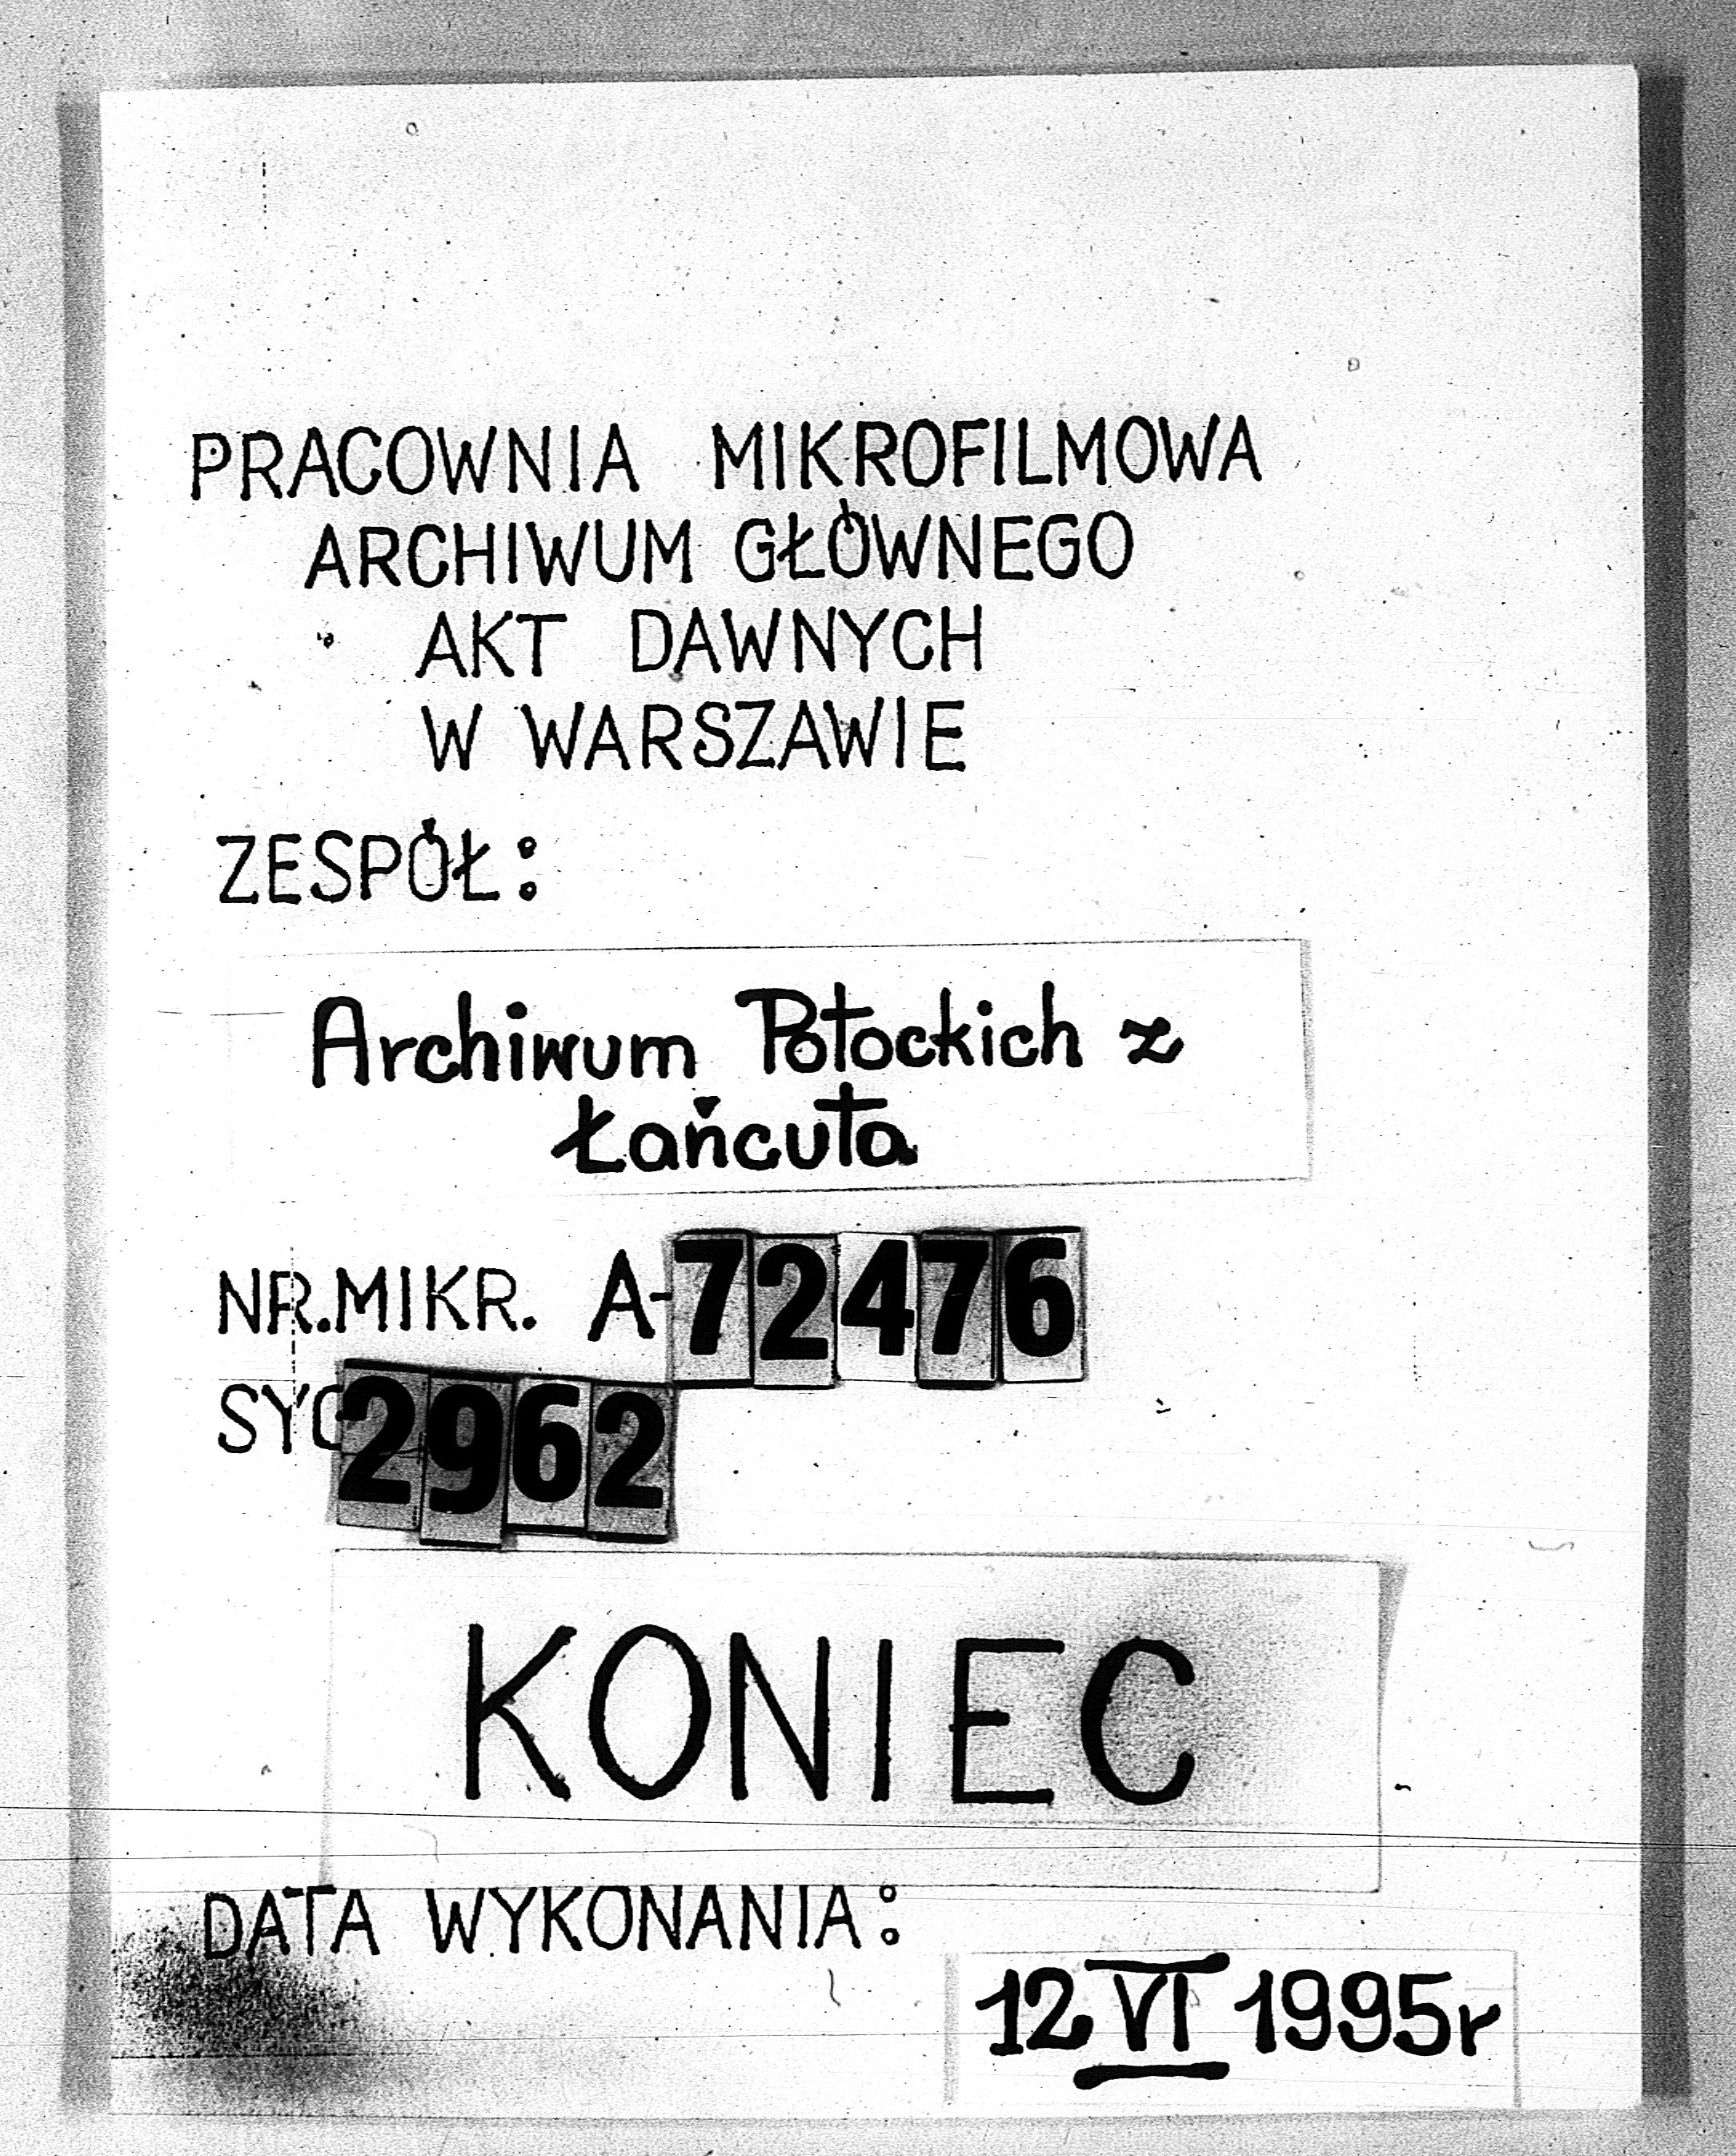 PRACOWNIA MIKROFILMOWA
ARCHIWUM GŁÓWNEGO
AKT DAWNYCH
W WARSZAWIE
ZESPÓŁ:
Archiwum Potockich z
Łańcuta
NR.MIKR. A-72476
SYG 2962
KONIEC
DATA WYKONANIA:
12 VI 1995r